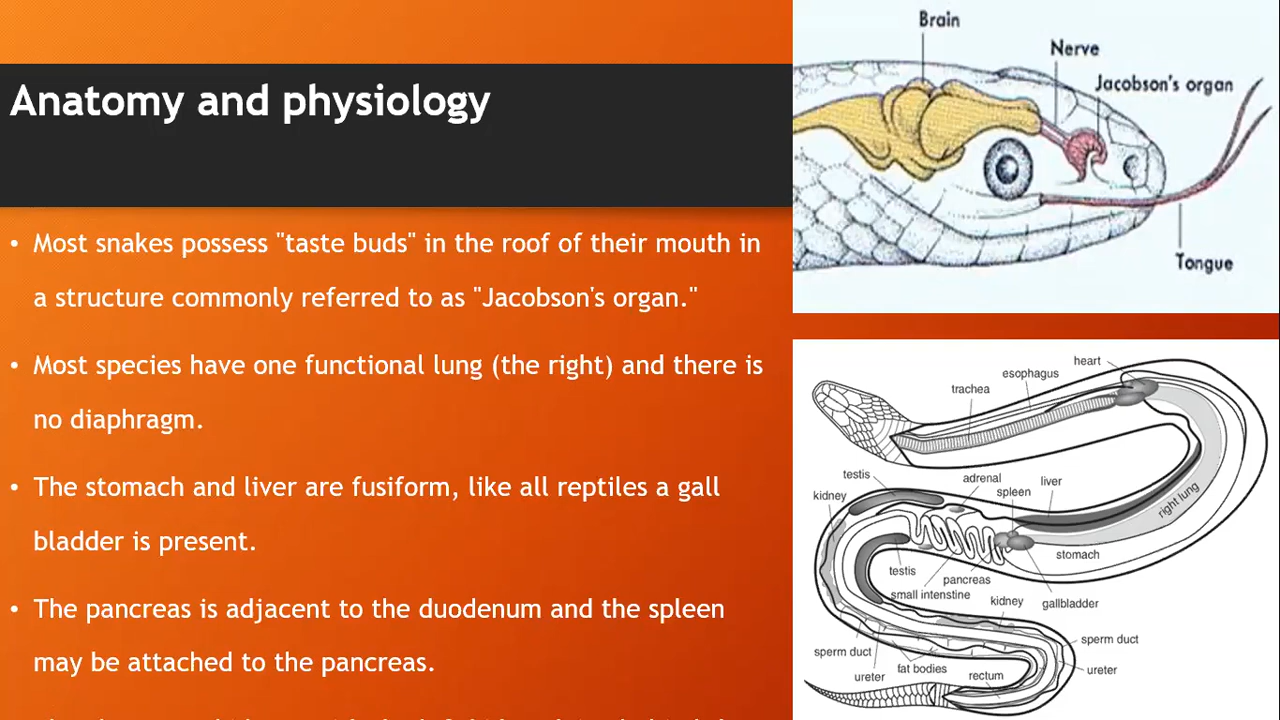 Anatomy and physiology
• Most snakes possess "taste buds" in the roof of their mouth in
a structure commonly referred to as "Jacobson's organ."
• Most species have one functional lung (the right) and there is
no diaphragm.
• The stomach and liver are fusiform, like all reptiles a gall
bladder is present.
• The pancreas is adjacent to the duodenum and the spleen
may be attached to the pancreas.
Brain
Nerve
Jacobson's organ
Tongue
heart
esophagus
trachea
testis
adrenal
spleen
liver
kidney
right lung
stomach
testis
pancreas
small intenstine
kidney
gallbladder
sperm duct
sperm duct
fat bodies
ureter
rectum
ureter